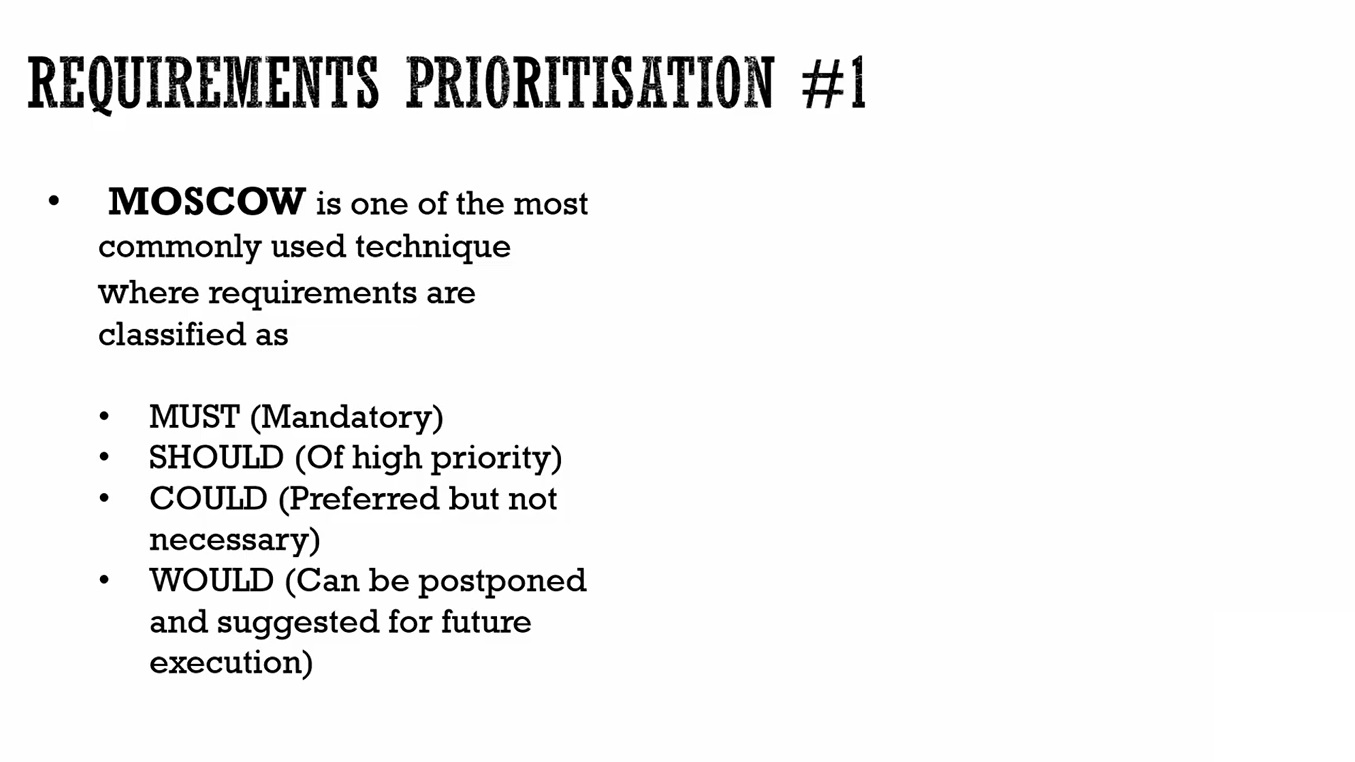 REQUIREMENTS PRIORITISATION #1
• MOSCOW is one of the most
commonly used technique
where requirements are
classified as
• MUST (Mandatory)
• SHOULD (Of high priority)
• COULD (Preferred but not
necessary)
• WOULD (Can be postponed
and suggested for future
execution)